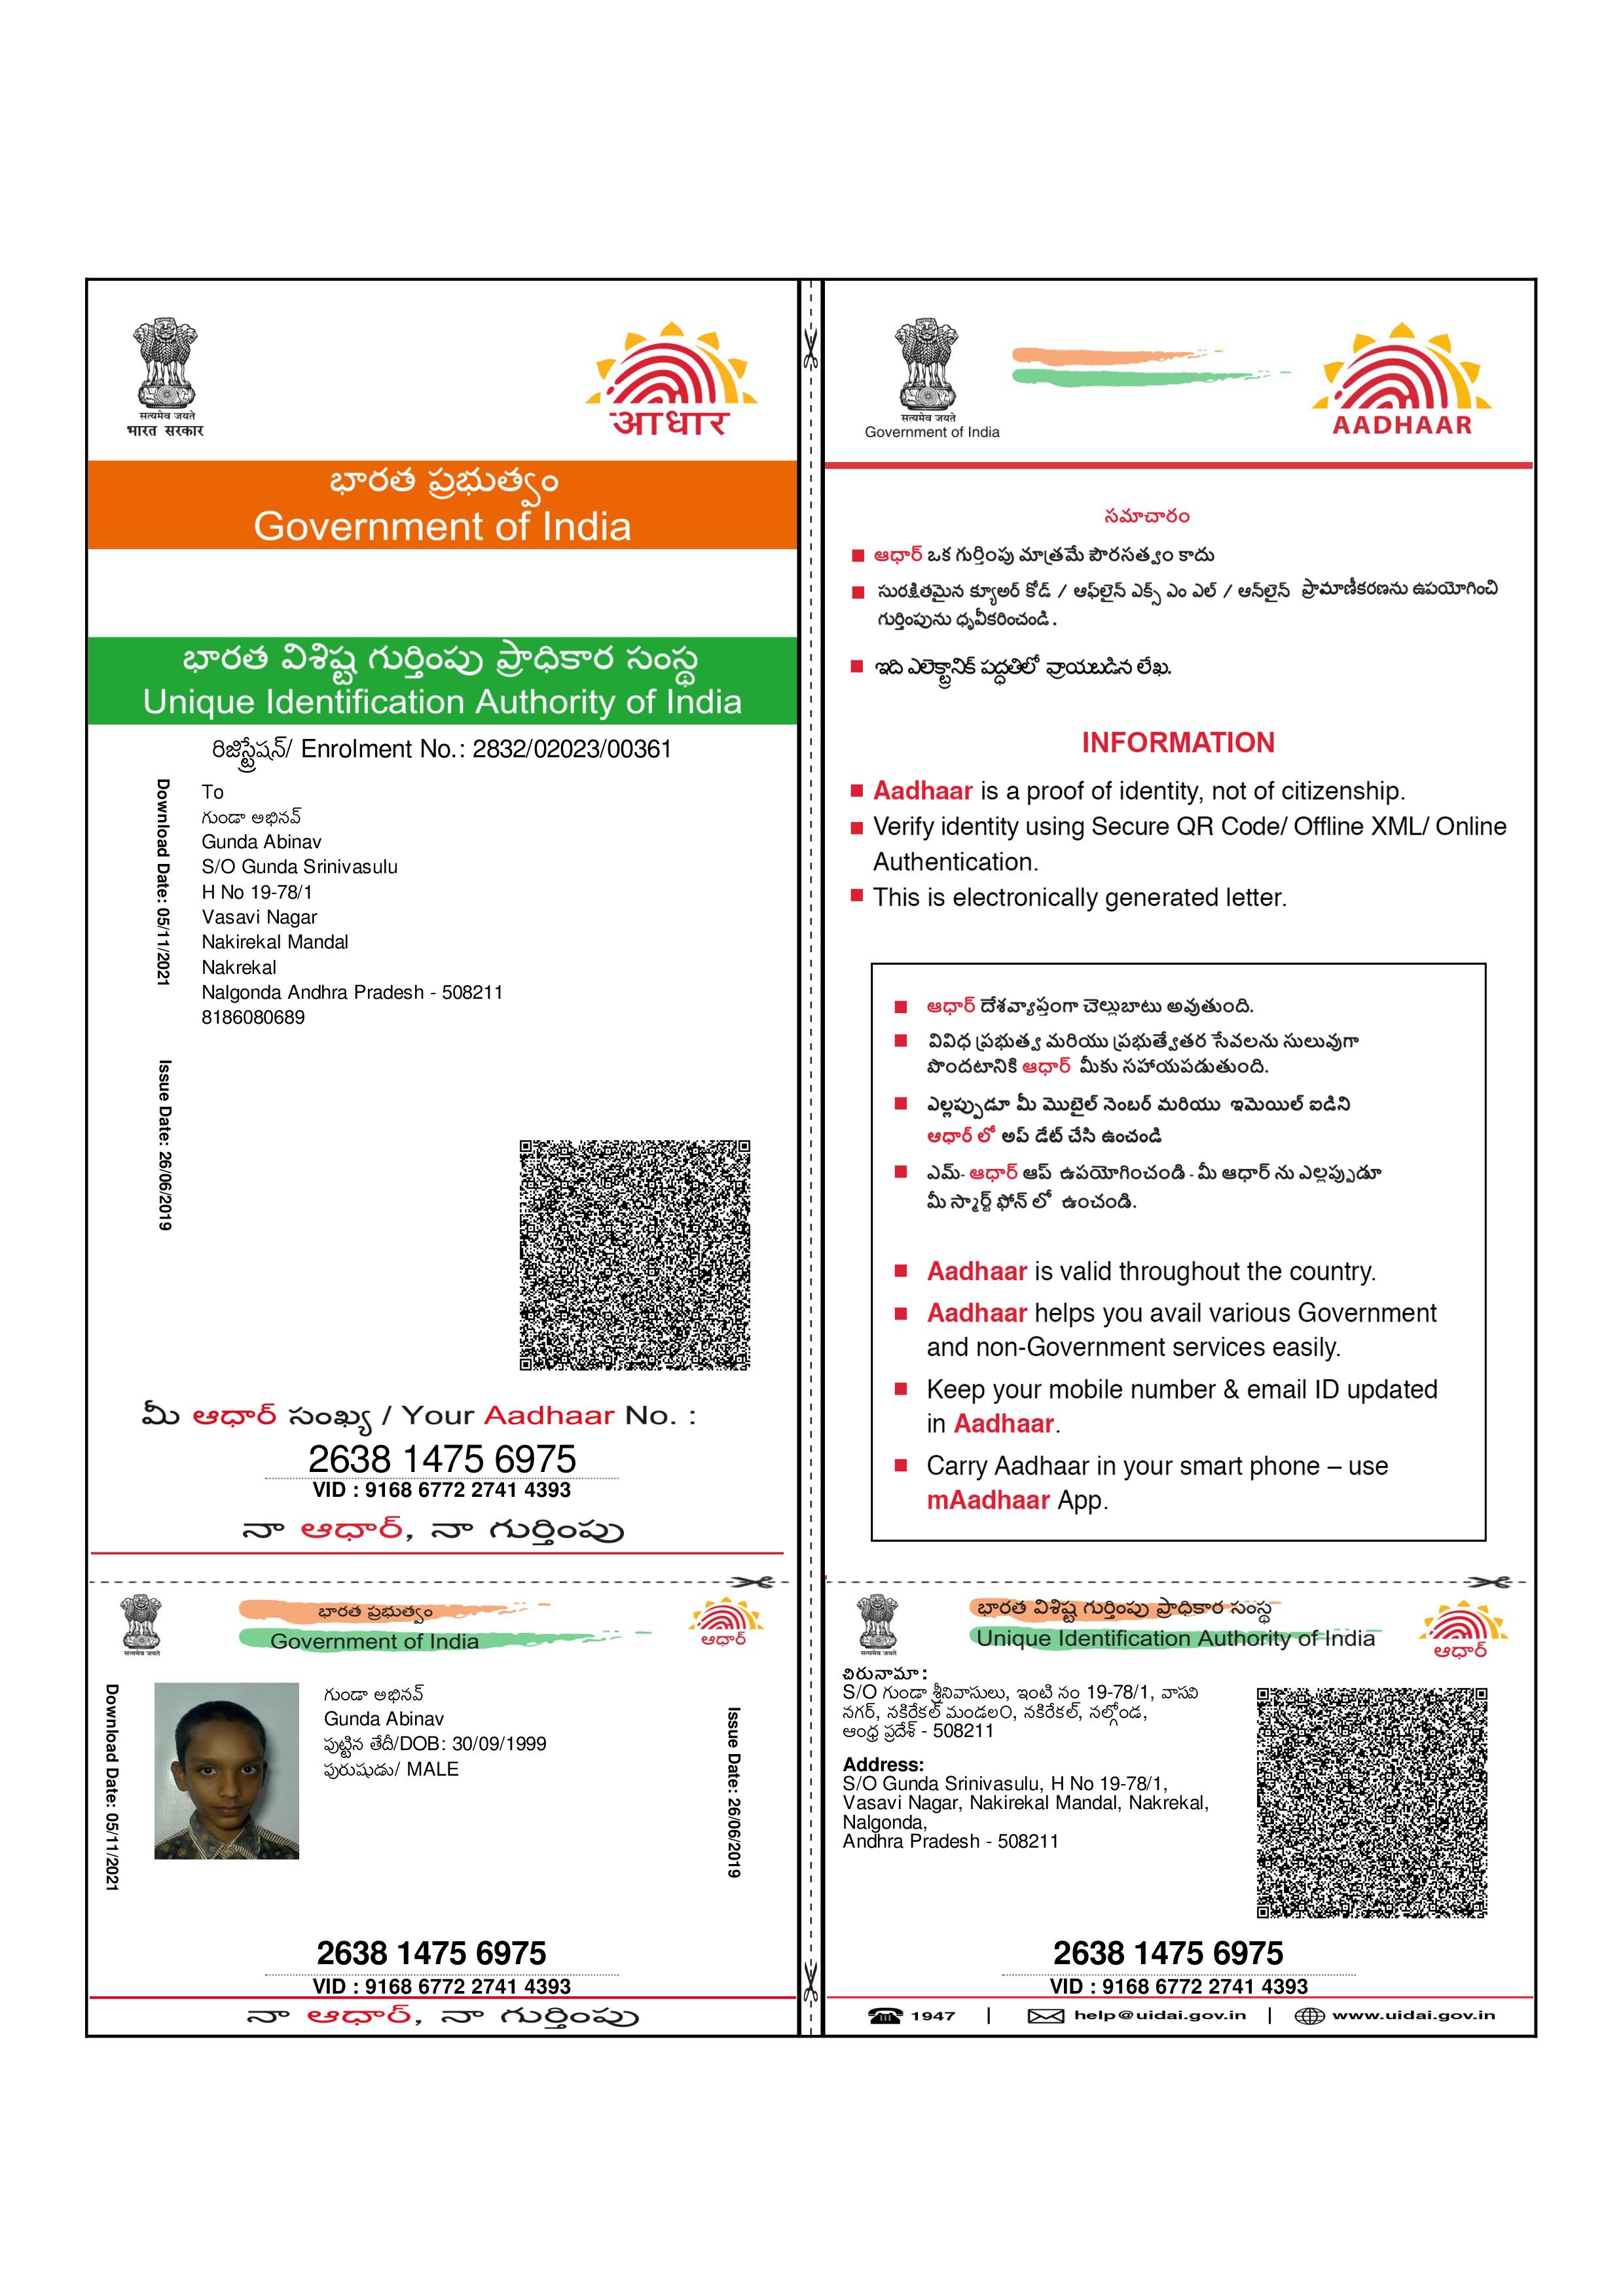 सत्यमेव जयते
भारत सरकार
आधार
భారత ప్రభుత్వం
Government of India
భారత విశిష్ట గుర్తింపు ప్రాధికార సంస్థ
Unique Identification Authority of India
రిజిస్ట్రేషన్/ Enrolment No.: 2832/02023/00361
Download Date: 05/11/2021
Issue Date: 26/06/2019
To
గుండా అభినవ్
Gunda Abinav
S/O Gunda Srinivasulu
H No 19-78/1
Vasavi Nagar
Nakirekal Mandal
Nakrekal
Nalgonda Andhra Pradesh - 508211
8186080689
మీ ఆధార్ సంఖ్య / Your Aadhaar No. :
2638 1475 6975
VID : 9168 6772 2741 4393
నా ఆధార్, నా గుర్తింపు
सत्यमेव जयते
Government of India
AADHAAR
సమాచారం
ఆధార్ ఒక గుర్తింపు మాత్రమే పౌరసత్వం కాదు
సురక్షితమైన క్యూఅర్ కోడ్ / ఆఫ్‌లైన్ ఎక్స్ ఎం ఎల్ / ఆన్‌లైన్ ప్రామాణీకరణను ఉపయోగించి
గుర్తింపును ధృవీకరించండి.
ఇది ఎలెక్ట్రానిక్ పద్ధతిలో వ్రాయబడిన లేఖ.
INFORMATION
Aadhaar is a proof of identity, not of citizenship.
Verify identity using Secure QR Code/ Offline XML/ Online
Authentication.
This is electronically generated letter.
ఆధార్ దేశవ్యాప్తంగా చెల్లుబాటు అవుతుంది.
వివిధ ప్రభుత్వ మరియు ప్రభుత్వేతర సేవలను సులువుగా
పొందటానికి ఆధార్ మీకు సహాయపడుతుంది.
ఎల్లప్పుడూ మీ మొబైల్ నెంబర్ మరియు ఇమెయిల్ ఐడిని
ఆధార్ లో అప్ డేట్ చేసి ఉంచండి
ఎమ్- ఆధార్ ఆప్ ఉపయోగించండి - మీ ఆధార్ ను ఎల్లప్పుడూ
మీ స్మార్ట్ ఫోన్ లో ఉంచండి.
Aadhaar is valid throughout the country.
Aadhaar helps you avail various Government
and non-Government services easily.
Keep your mobile number & email ID updated
in Aadhaar.
Carry Aadhaar in your smart phone – use
mAadhaar App.
सत्यमेव जयते
భారత ప్రభుత్వం
Government of India
ఆధార్
Download Date: 05/11/2021
గుండా అభినవ్
Gunda Abinav
పుట్టిన తేదీ/DOB: 30/09/1999
పురుషుడు/ MALE
Issue Date: 26/06/2019
2638 1475 6975
VID : 9168 6772 2741 4393
నా ఆధార్, నా గుర్తింపు
सत्यमेव जयते
భారత విశిష్ట గుర్తింపు ప్రాధికార సంస్థ
Unique Identification Authority of India
ఆధార్
చిరునామా:
S/O గుండా శ్రీనివాసులు, ఇంటి నం 19-78/1, వాసవి
నగర్, నకిరేకల్ మండలం, నకిరేకల్, నల్గోండ,
ఆంధ్ర ప్రదేశ్ - 508211
Address:
S/O Gunda Srinivasulu, H No 19-78/1,
Vasavi Nagar, Nakirekal Mandal, Nakrekal,
Nalgonda,
Andhra Pradesh - 508211
2638 1475 6975
VID : 9168 6772 2741 4393
1947 | help@uidai.gov.in | www.uidai.gov.in